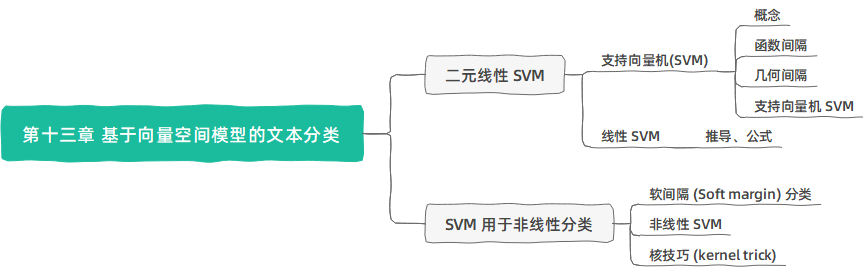 第十三章 基于向量空间模型的文本分类
二元线性 SVM
支持向量机(SVM)
概念
函数间隔
几何间隔
支持向量机 SVM
线性 SVM
推导、公式
SVM 用于非线性分类
软间隔 (Soft margin) 分类
非线性 SVM
核技巧 (kernel trick)